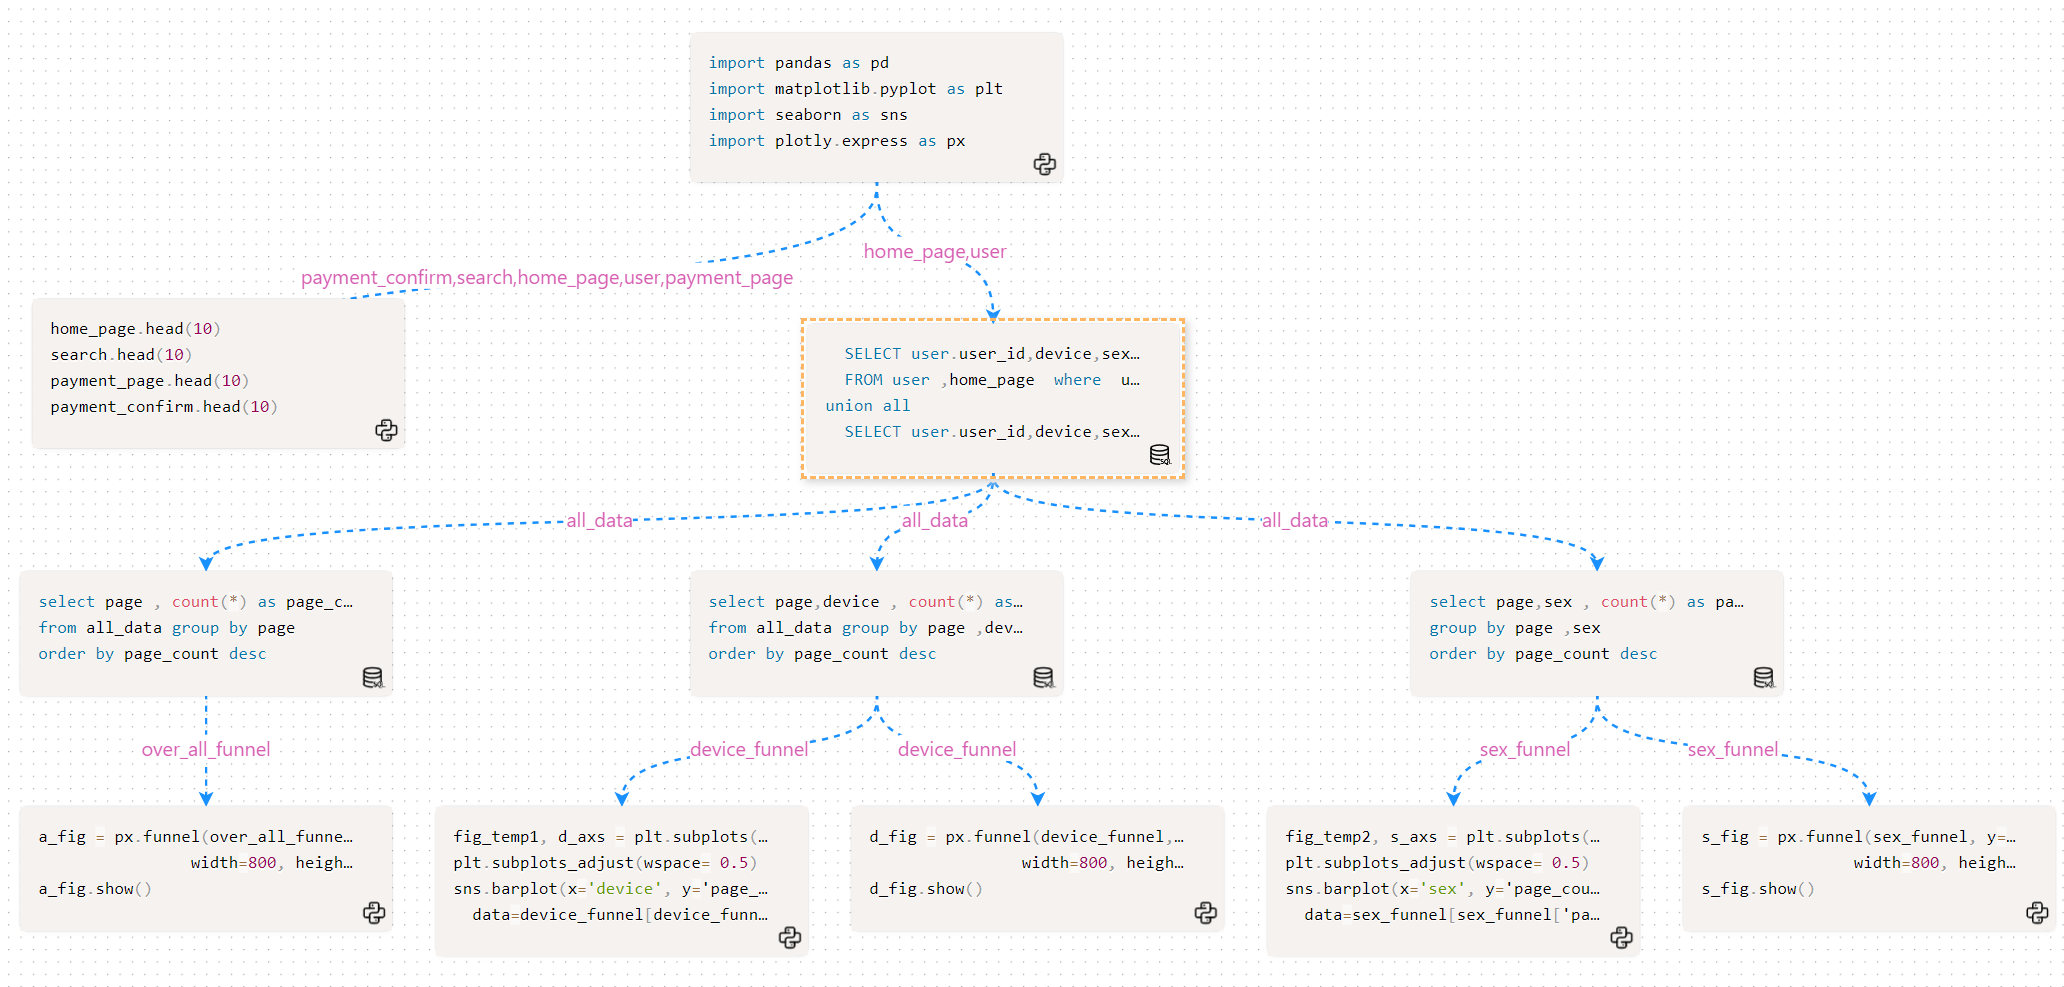 import pandas as pd
import matplotlib.pyplot as plt
import seaborn as sns
import plotly.express as px
home_page,user
payment_confirm,search,home_page,user,payment_page
home_page.head(10)
search.head(10)
payment_page.head(10)
payment_confirm.head(10)
SELECT user.user_id,device,sex…
FROM user ,home_page  where  u…
union all
SELECT user.user_id,device,sex…
SQL
all_data
all_data
all_data
select page , count(*) as page_c…
from all_data group by page
order by page_count desc
SQL
select page,device , count(*) as…
from all_data group by page ,dev…
order by page_count desc
SQL
select page,sex , count(*) as pa…
group by page ,sex
order by page_count desc
SQL
over_all_funnel
device_funnel
device_funnel
sex_funnel
sex_funnel
a_fig = px.funnel(over_all_funne…
width=800, heigh…
a_fig.show()
fig_temp1, d_axs = plt.subplots(…
plt.subplots_adjust(wspace= 0.5)
sns.barplot(x='device', y='page_…
data=device_funnel[device_funn…
d_fig = px.funnel(device_funnel,…
width=800, heigh…
d_fig.show()
fig_temp2, s_axs = plt.subplots(…
plt.subplots_adjust(wspace= 0.5)
sns.barplot(x='sex', y='page_cou…
data=sex_funnel[sex_funnel['pa…
s_fig = px.funnel(sex_funnel, y=…
width=800, heigh…
s_fig.show()